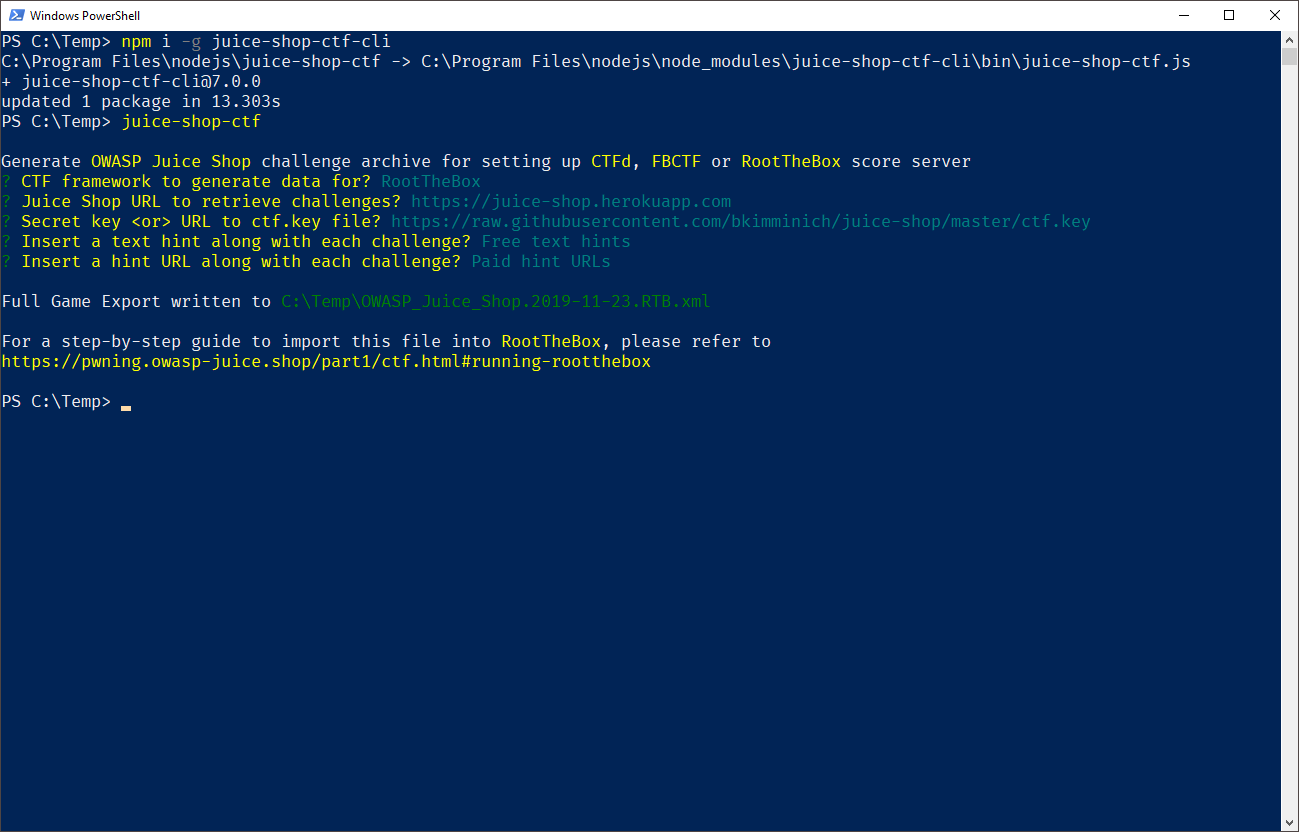 Windows PowerShell
PS C:\Temp> npm i -g juice-shop-ctf-cli
C:\Program Files\nodejs\juice-shop-ctf -> C:\Program Files\nodejs\node_modules\juice-shop-ctf-cli\bin\juice-shop-ctf.js
+ juice-shop-ctf-cli@7.0.0
updated 1 package in 13.303s
PS C:\Temp> juice-shop-ctf
Generate OWASP Juice Shop challenge archive for setting up CTFd, FBCTF or RootTheBox score server
? CTF framework to generate data for? RootTheBox
? Juice Shop URL to retrieve challenges? https://juice-shop.herokuapp.com
? Secret key <or> URL to ctf.key file? https://raw.githubusercontent.com/bkimminich/juice-shop/master/ctf.key
? Insert a text hint along with each challenge? Free text hints
? Insert a hint URL along with each challenge? Paid hint URLs
Full Game Export written to C:\Temp\OWASP_Juice_Shop.2019-11-23.RTB.xml
For a step-by-step guide to import this file into RootTheBox, please refer to
https://pwning.owasp-juice.shop/part1/ctf.html#running-rootthebox
PS C:\Temp>